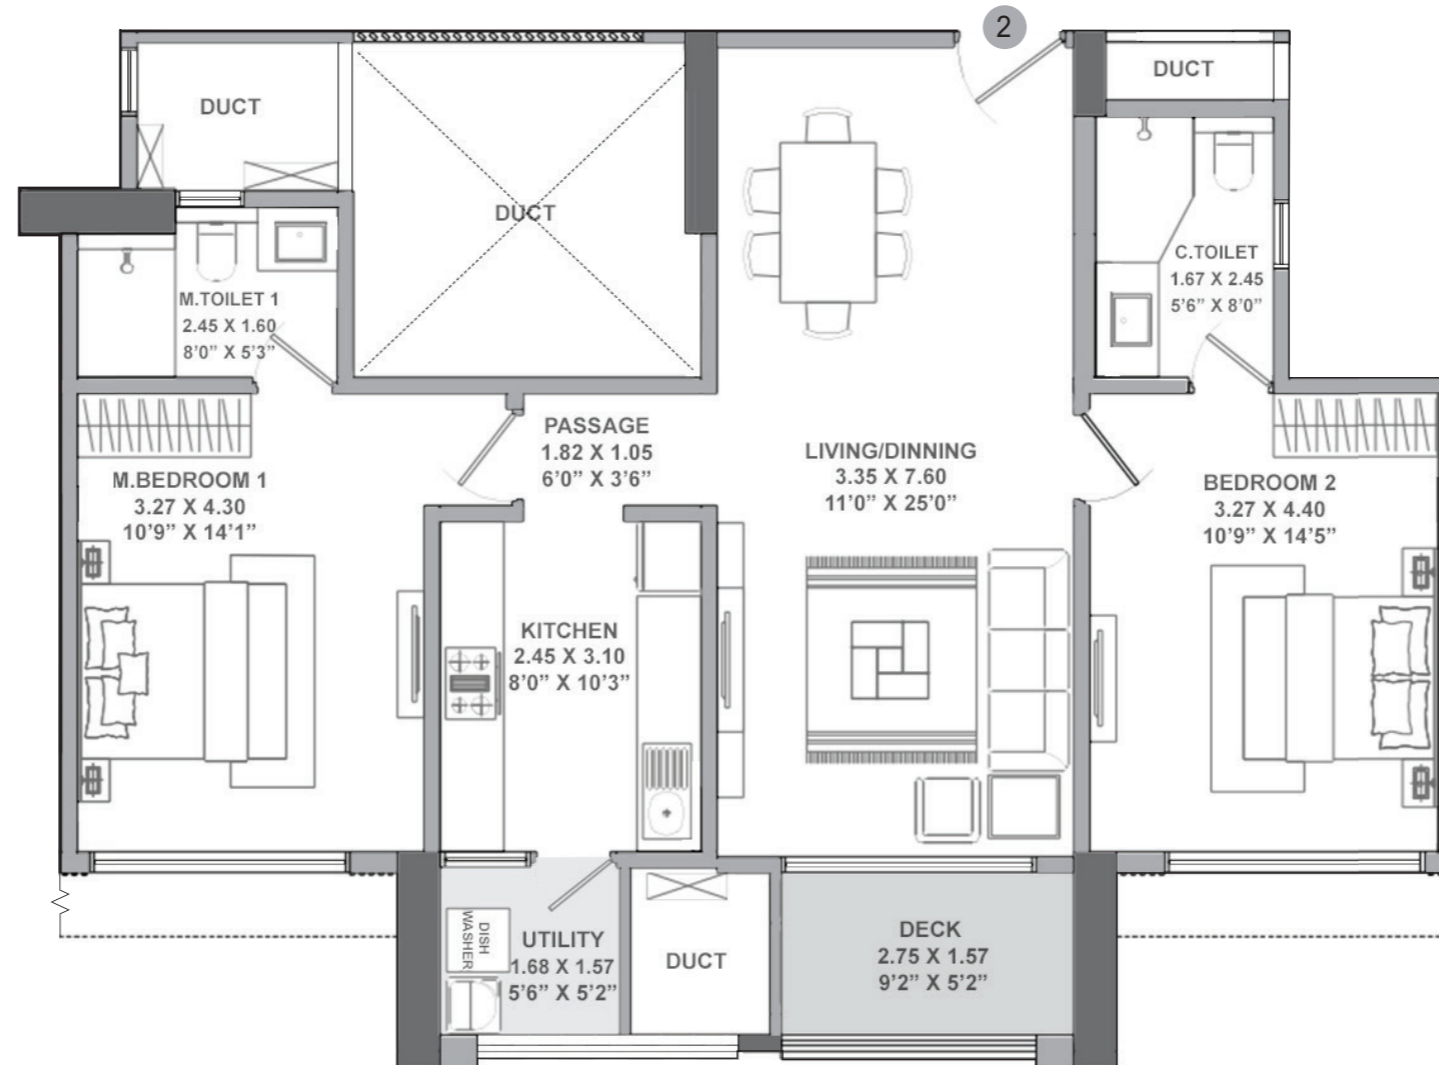 2
DUCT
DUCT
DUCT
M.TOILET 1
2.45 X 1.60
8’0” X 5’3”
C.TOILET
1.67 X 2.45
5’6” X 8’0”
PASSAGE
1.82 X 1.05
6’0” X 3’6”
LIVING/DINNING
3.35 X 7.60
11’0” X 25’0”
M.BEDROOM 1
3.27 X 4.30
10’9” X 14’1”
BEDROOM 2
3.27 X 4.40
10’9” X 14’5”
KITCHEN
2.45 X 3.10
8’0” X 10’3”
DISH
WASHER
UTILITY
1.68 X 1.57
5’6” X 5’2”
DUCT
DECK
2.75 X 1.57
9’2” X 5’2”